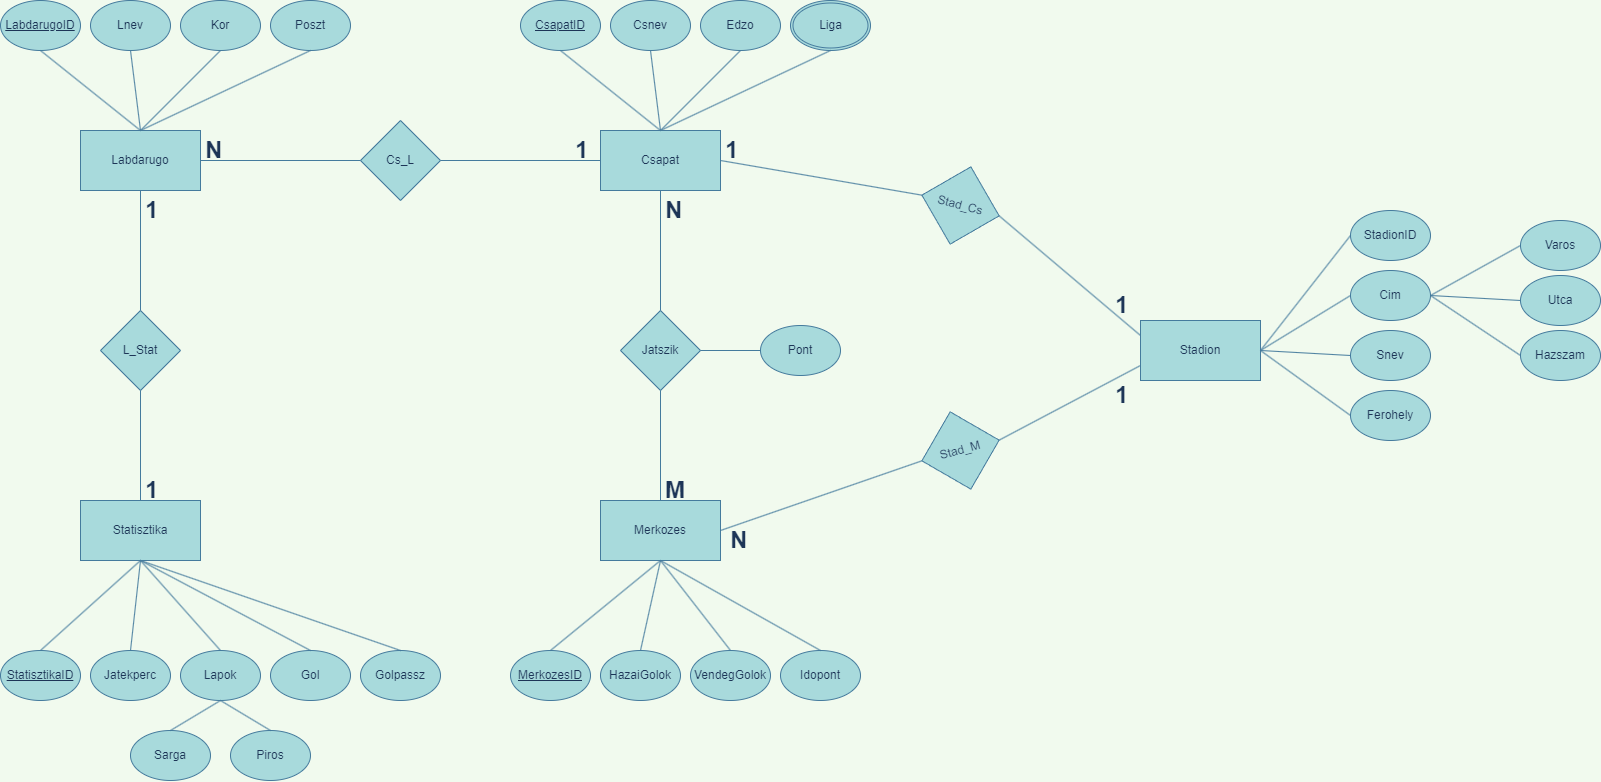 LabdarugoID
Lnev
Kor
Poszt
CsapatID
Csnev
Edzo
Liga
Labdarugo
N
Cs_L
1
Csapat
1
Stad_Cs
1
N
StadionID
Varos
Cim
Utca
1
Stadion
Snev
Hazszam
L_Stat
Jatszik
Pont
1
Ferohely
Stad_M
1
M
Statisztika
Merkozes
N
StatisztikaID
Jatekperc
Lapok
Gol
Golpassz
MerkozesID
HazaiGolok
VendegGolok
Idopont
Sarga
Piros